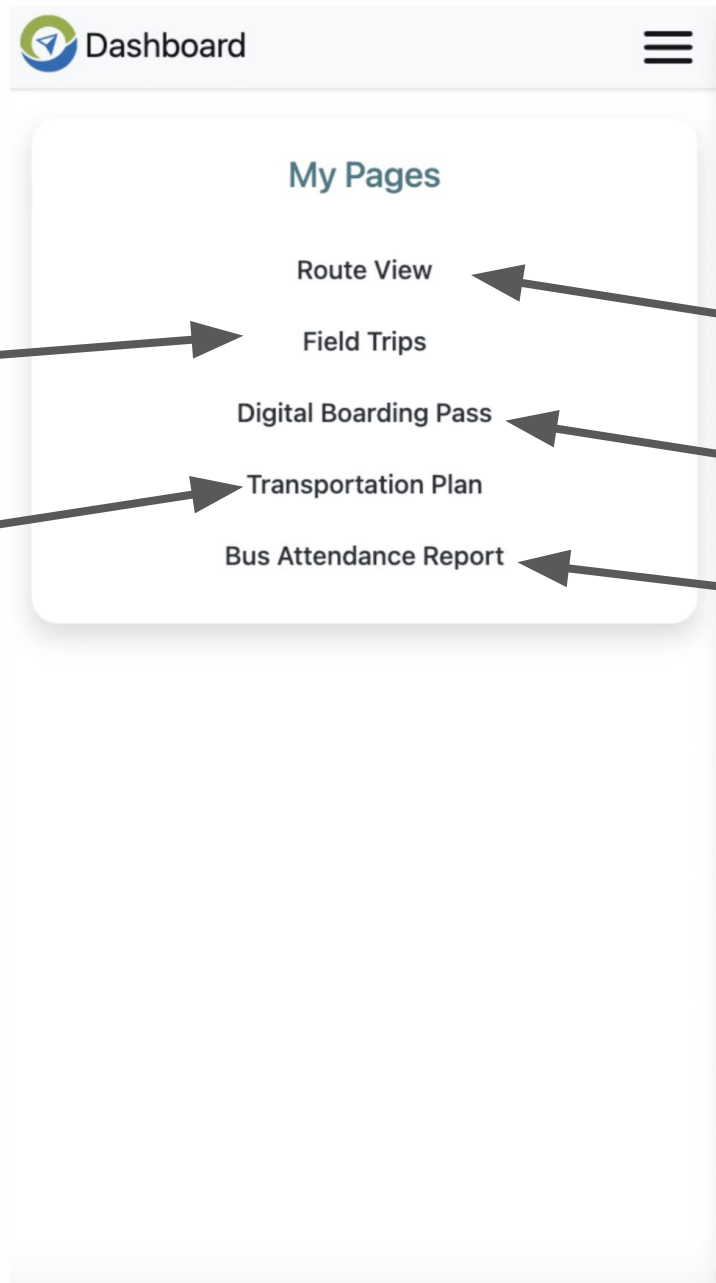 Dashboard
My Pages
Route View
Field Trips
Digital Boarding Pass
Transportation Plan
Bus Attendance Report